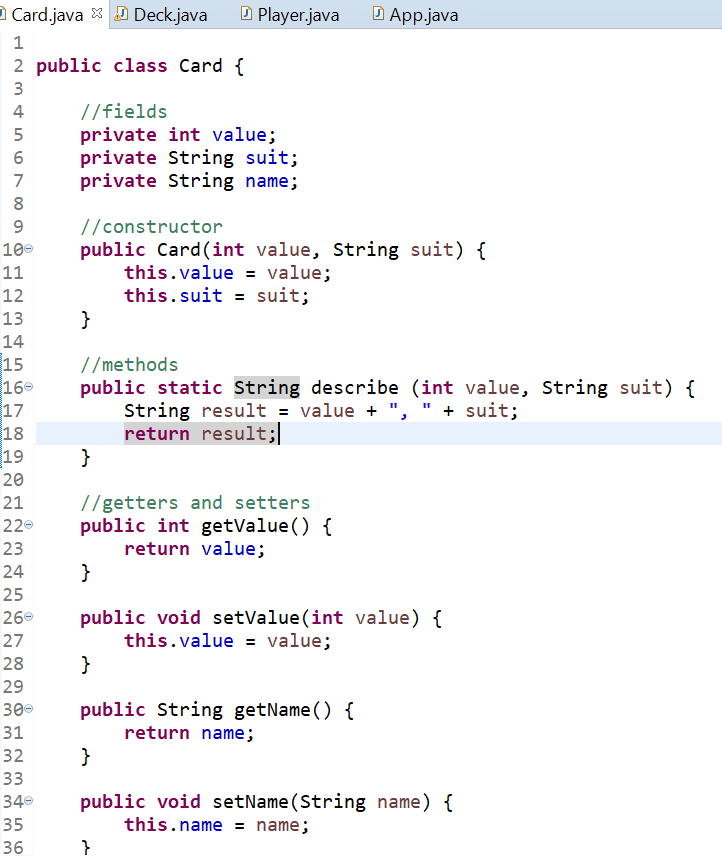 Card.java Deck.java Player.java App.java
1
2 public class Card {
3
4 //fields
5 private int value;
6 private String suit;
7 private String name;
8
9 //constructor
10 public Card(int value, String suit) {
11 this.value = value;
12 this.suit = suit;
13 }
14
15 //methods
16 public static String describe (int value, String suit) {
17 String result = value + ", " + suit;
18 return result;
19 }
20
21 //getters and setters
22 public int getValue() {
23 return value;
24 }
25
26 public void setValue(int value) {
27 this.value = value;
28 }
29
30 public String getName() {
31 return name;
32 }
33
34 public void setName(String name) {
35 this.name = name;
36 }